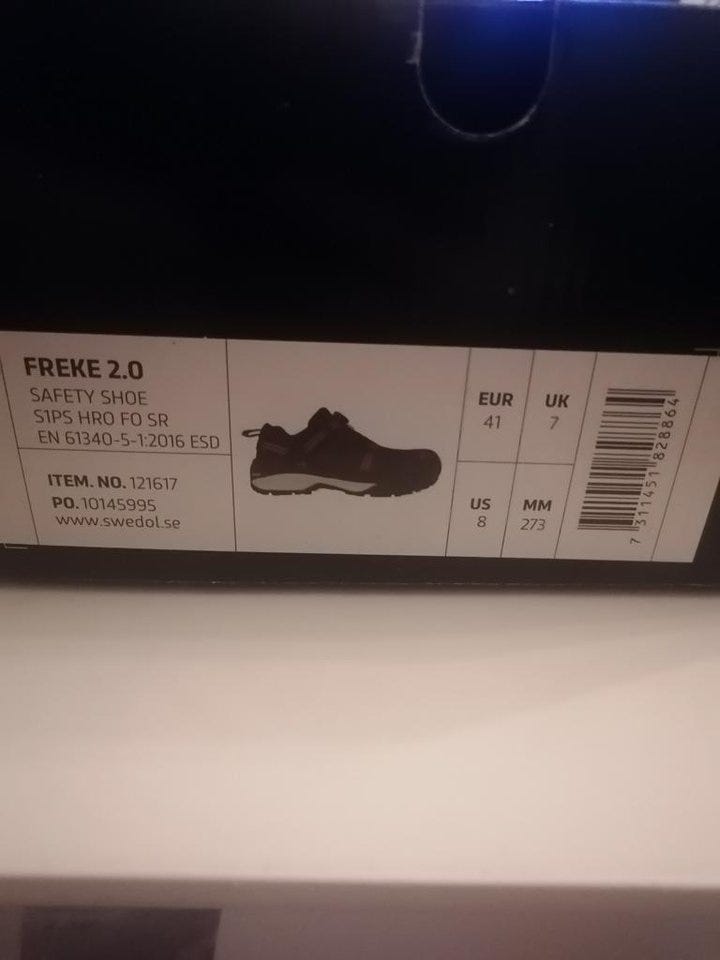 FREKE 2.0
SAFETY SHOE
S1PS HRO FO SR
EN 61340-5-1:2016 ESD
ITEM. NO. 121617
PO. 10145995
www.swedol.se
EUR
41
UK
7
US
8
MM
273
7 311451 828864